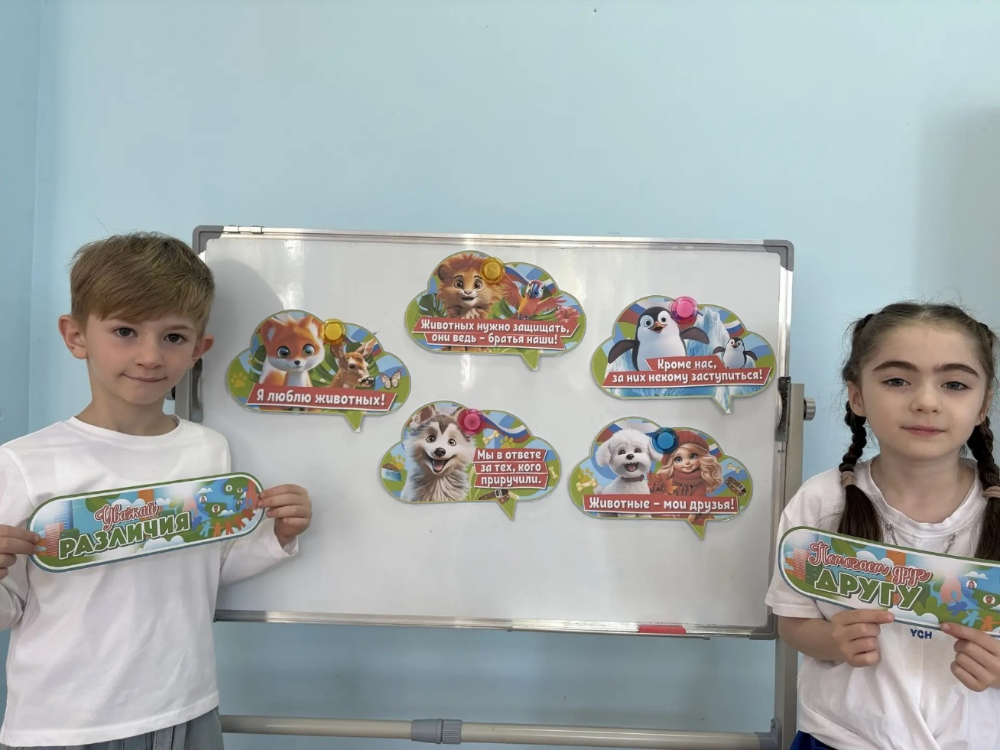 Животных нужно защищать,
они ведь – братья наши!
Кроме нас,
за них некому заступиться!
Я люблю животных!
Мы в ответе
за тех, кого
приручили.
Животные – мои друзья!
Уважай
РАЗЛИЧИЯ
Помогаем друг
ДРУГУ
YCH